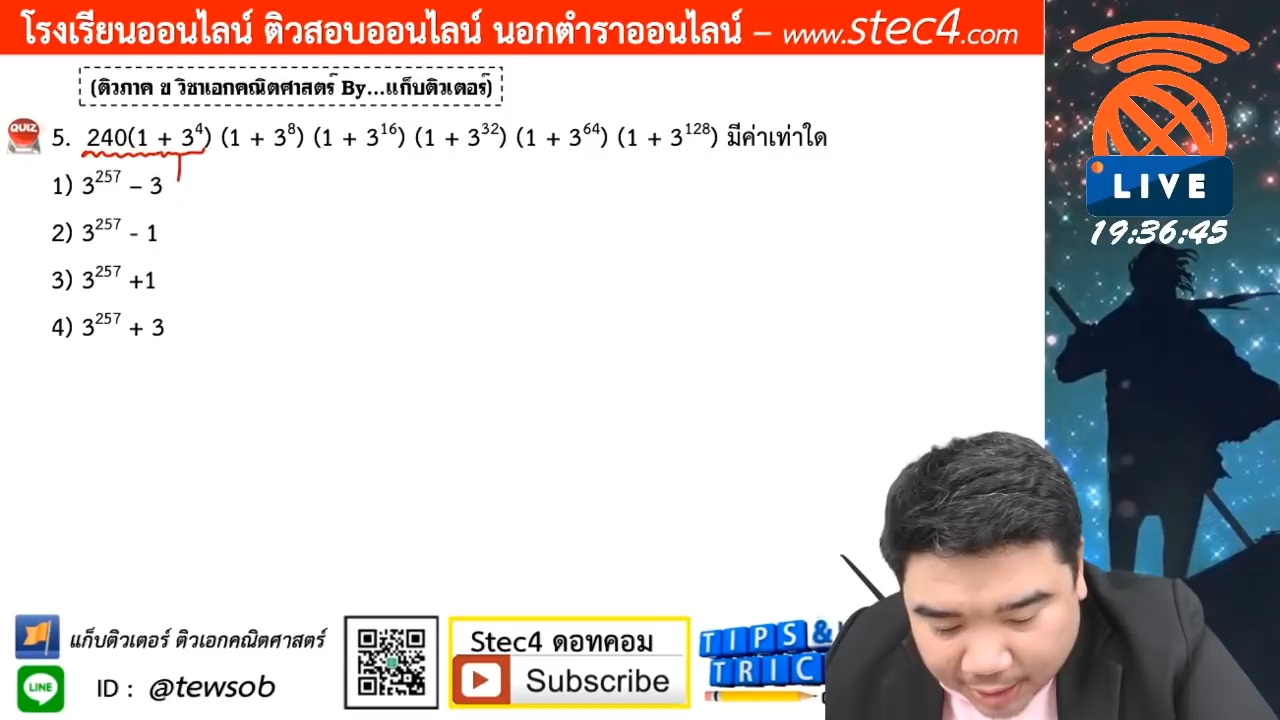 โรงเรียนออนไลน์ ติวสอบออนไลน์ นอกตำราออนไลน์ – www.stec4.com
(ติวภาค ข วิชาเอกคณิตศาสตร์ By...แก็บติวเตอร์)
QUIZ
5. 240(1 + 3⁴) (1 + 3⁸) (1 + 3¹⁶) (1 + 3³²) (1 + 3⁶⁴) (1 + 3¹²⁸) มีค่าเท่าใด
1) 3²⁵⁷ – 3
2) 3²⁵⁷ - 1
3) 3²⁵⁷ +1
4) 3²⁵⁷ + 3
LIVE
19:36:45
แก็บติวเตอร์ ติวเอกคณิตศาสตร์
LINE
ID : @tewsob
Stec4 ดอทคอม
Subscribe
TIPS &
TRIC